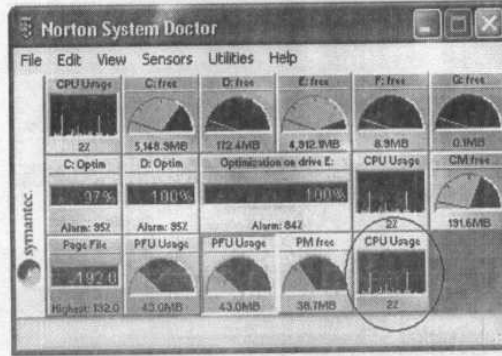 Norton System Doctor
File Edit View Sensors Utilities Help
CPU Usage C: free D: free E: free F: free G: free
2% 5,148.9MB 172.4MB 4,912.1MB 8.9MB 0.1MB
C: Optim D: Optim Optimization on drive E: CPU Usage CM free
97% 100% 100%
Alarm: 95% Alarm: 95% Alarm: 84% 2% 191.6MB
Page File PFU Usage PFU Usage PM free CPU Usage
192.0
Highest: 132.0 43.0MB 43.0MB 38.7MB 2%
symantec.